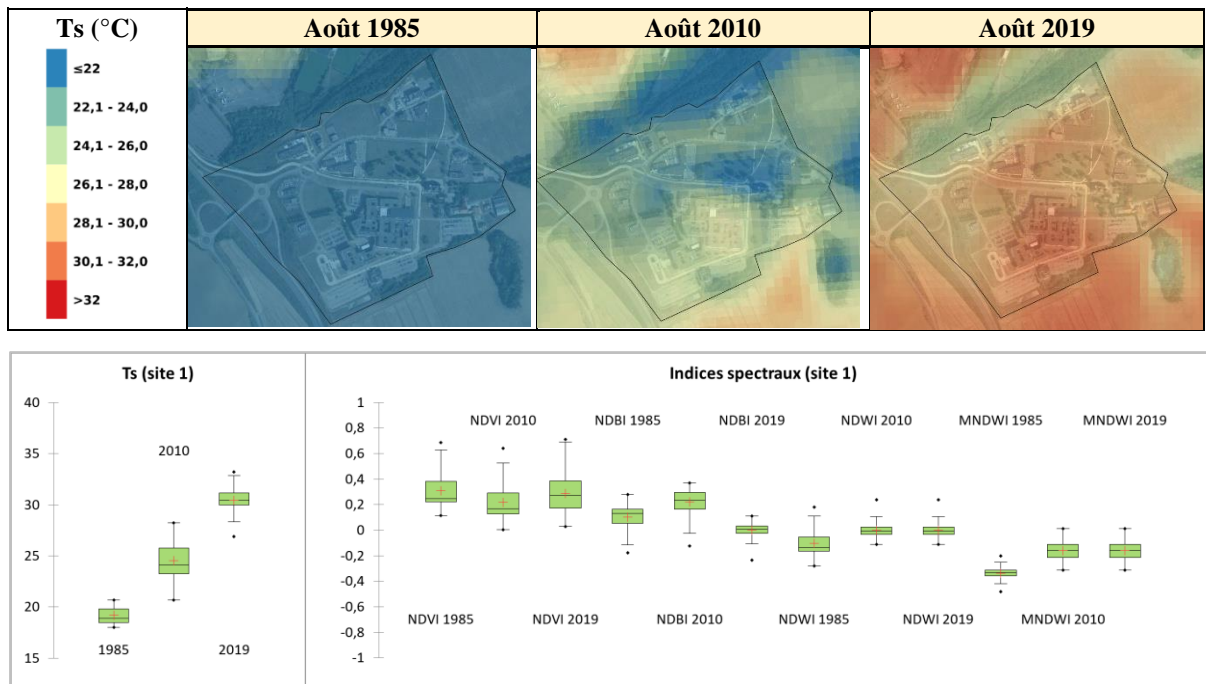 Ts (°C)
Août 1985
Août 2010
Août 2019
≤22
22,1 - 24,0
24,1 - 26,0
26,1 - 28,0
28,1 - 30,0
30,1 - 32,0
>32
Ts (site 1)
40
35
30
25
20
15
2010
1985
2019
Indices spectraux (site 1)
1
0,8
0,6
0,4
0,2
0
-0,2
-0,4
-0,6
-0,8
-1
NDVI 2010
NDBI 1985
NDBI 2019
NDWI 2010
MNDWI 1985
MNDWI 2019
NDVI 1985
NDVI 2019
NDBI 2010
NDWI 1985
NDWI 2019
MNDWI 2010